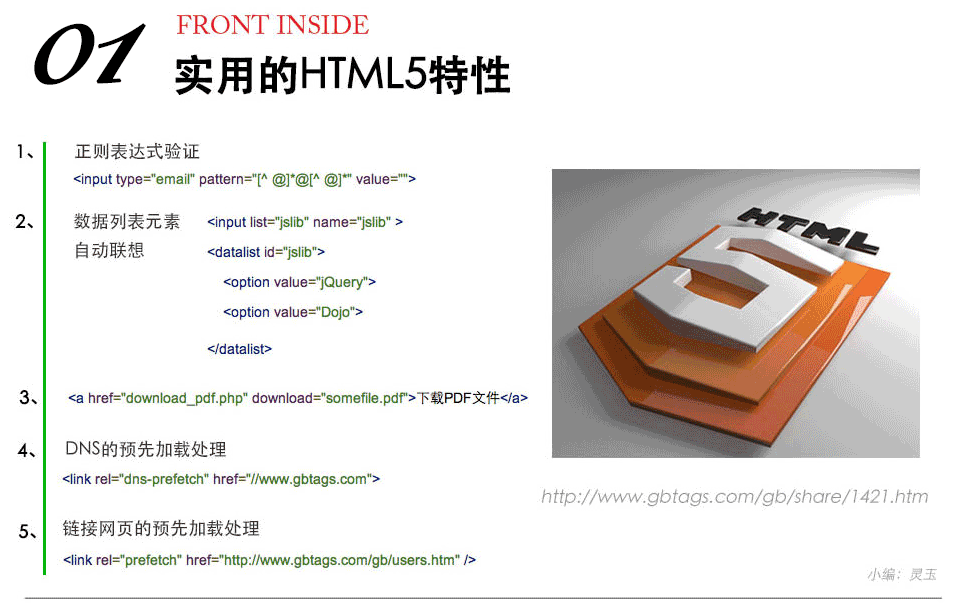 01
FRONT INSIDE
实用的HTML5特性
1、 正则表达式验证
<input type="email" pattern="[^ @]*@[^ @]*" value="">
2、 数据列表元素 <input list="jslib" name="jslib" >
自动联想 <datalist id="jslib">
<option value="jQuery">
<option value="Dojo">
</datalist>
3、 <a href="download_pdf.php" download="somefile.pdf">下载PDF文件</a>
4、 DNS的预先加载处理
<link rel="dns-prefetch" href="//www.gbtags.com">
5、 链接网页的预先加载处理
<link rel="prefetch" href="http://www.gbtags.com/gb/users.htm" />
HTML
5
http://www.gbtags.com/gb/share/1421.htm
小编：灵玉